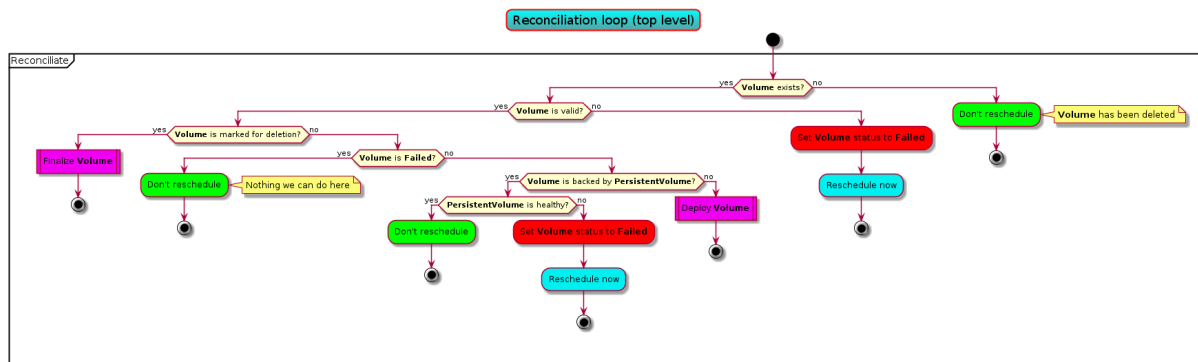 Reconciliation loop (top level)
Reconciliate
yes
Volume exists?
no
yes
Volume is valid?
no
Don't reschedule
Volume has been deleted
yes
Volume is marked for deletion?
no
Set Volume status to Failed
Finalize Volume
yes
Volume is Failed?
no
Reschedule now
Don't reschedule
Nothing we can do here
yes
Volume is backed by PersistentVolume?
no
yes
PersistentVolume is healthy?
no
Deploy Volume
Don't reschedule
Set Volume status to Failed
Reschedule now